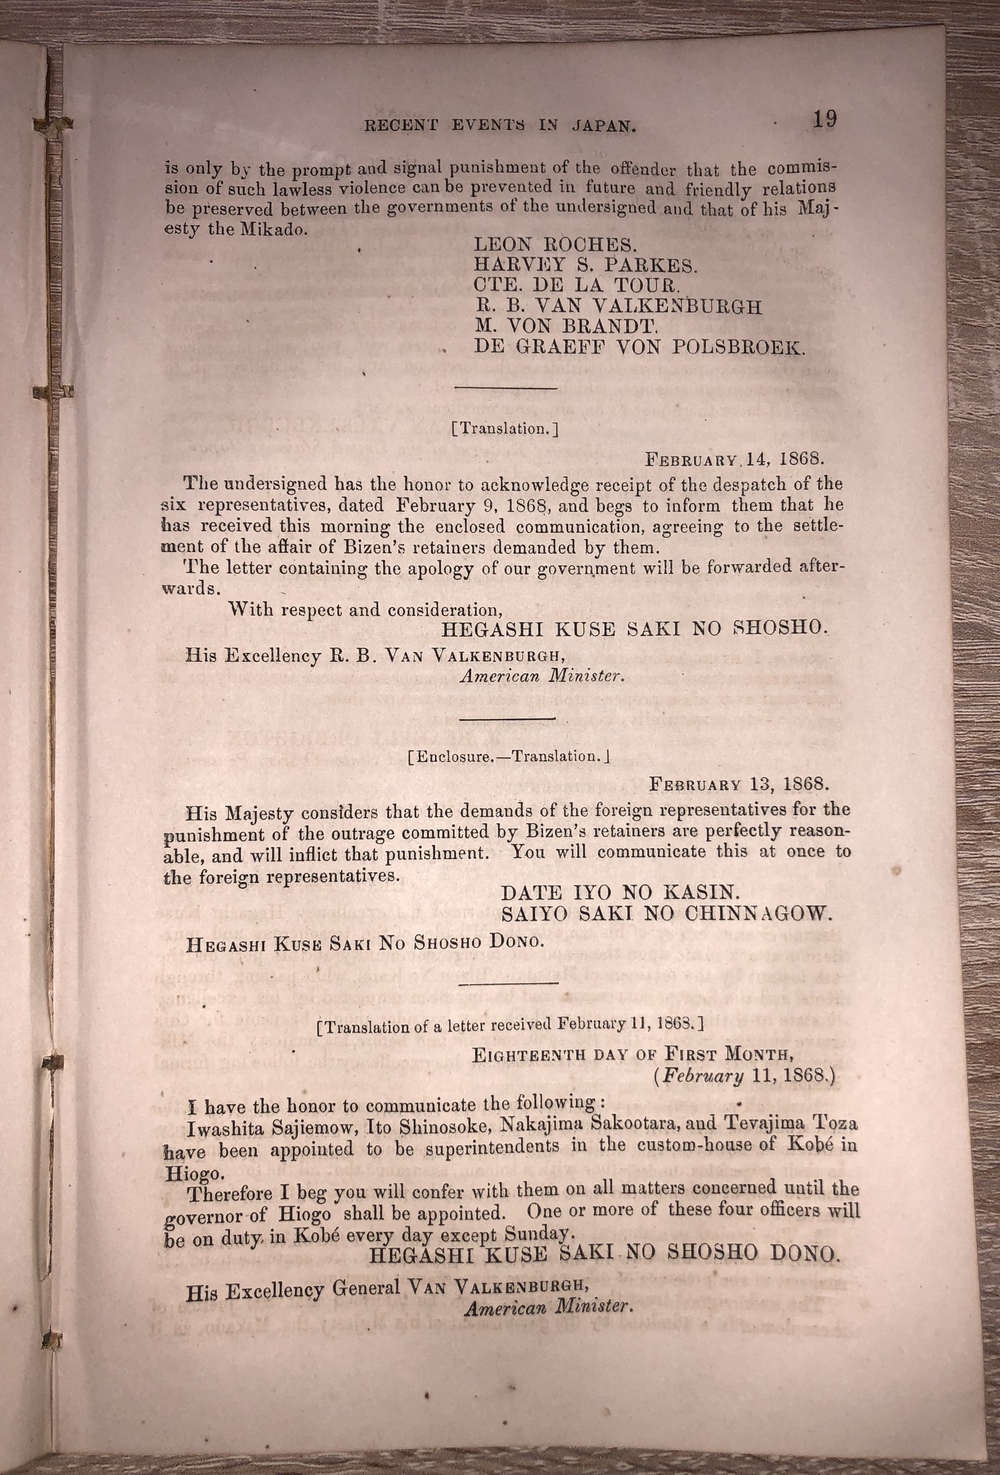 RECENT EVENTS IN JAPAN.
19
is only by the prompt and signal punishment of the offender that the commis-
sion of such lawless violence can be prevented in future and friendly relations
be preserved between the governments of the undersigned and that of his Maj-
esty the Mikado.
LEON ROCHES.
HARVEY S. PARKES.
CTE. DE LA TOUR.
R. B. VAN VALKENBURGH
M. VON BRANDT.
DE GRAEFF VON POLSBROEK.
[Translation.]
FEBRUARY 14, 1868.
The undersigned has the honor to acknowledge receipt of the despatch of the
six representatives, dated February 9, 1868, and begs to inform them that he
has received this morning the enclosed communication, agreeing to the settle-
ment of the affair of Bizen's retainers demanded by them.
The letter containing the apology of our government will be forwarded after-
wards.
With respect and consideration,
HEGASHI KUSE SAKI NO SHOSHO.
His Excellency R. B. VAN VALKENBURGH,
American Minister.
[Enclosure.—Translation.]
FEBRUARY 13, 1868.
His Majesty considers that the demands of the foreign representatives for the
punishment of the outrage committed by Bizen's retainers are perfectly reason-
able, and will inflict that punishment. You will communicate this at once to
the foreign representatives.
DATE IYO NO KASIN.
SAIYO SAKI NO CHINNAGOW.
HEGASHI KUSE SAKI NO SHOSHO DONO.
[Translation of a letter received February 11, 1868.]
EIGHTEENTH DAY OF FIRST MONTH,
(February 11, 1868.)
I have the honor to communicate the following:
Iwashita Sajiemow, Ito Shinosoke, Nakajima Sakootara, and Tevajima Toza
have been appointed to be superintendents in the custom-house of Kobé in
Hiogo.
Therefore I beg you will confer with them on all matters concerned until the
governor of Hiogo shall be appointed. One or more of these four officers will
be on duty in Kobé every day except Sunday.
HEGASHI KUSE SAKI NO SHOSHO DONO.
His Excellency General VAN VALKENBURGH,
American Minister.